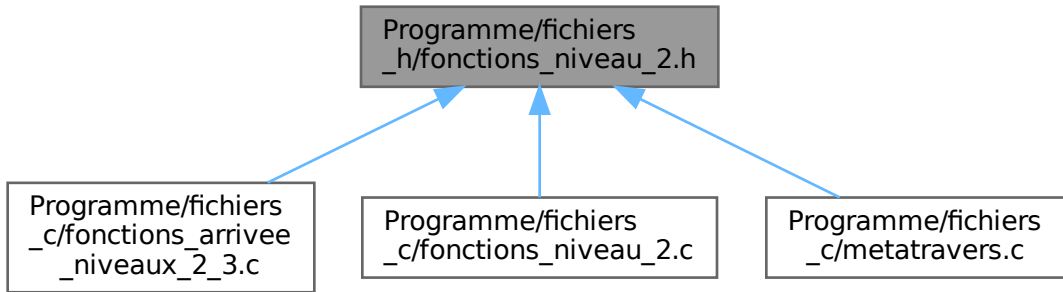 Programme/fichiers
_h/fonctions_niveau_2.h
Programme/fichiers
_c/fonctions_arrivee
_niveaux_2_3.c
Programme/fichiers
_c/fonctions_niveau_2.c
Programme/fichiers
_c/metatravers.c